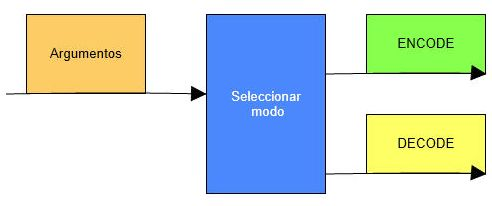 Argumentos
Seleccionar
modo
ENCODE
DECODE